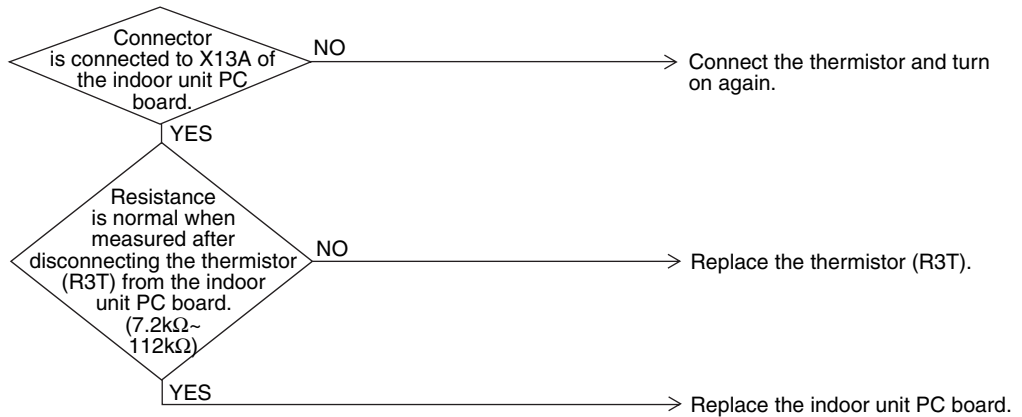 Connector
is connected to X13A of
the indoor unit PC
board.
NO
Connect the thermistor and turn
on again.
YES
Resistance
is normal when
measured after
disconnecting the thermistor
(R3T) from the indoor
unit PC board.
(7.2kΩ~
112kΩ)
NO
Replace the thermistor (R3T).
YES
Replace the indoor unit PC board.